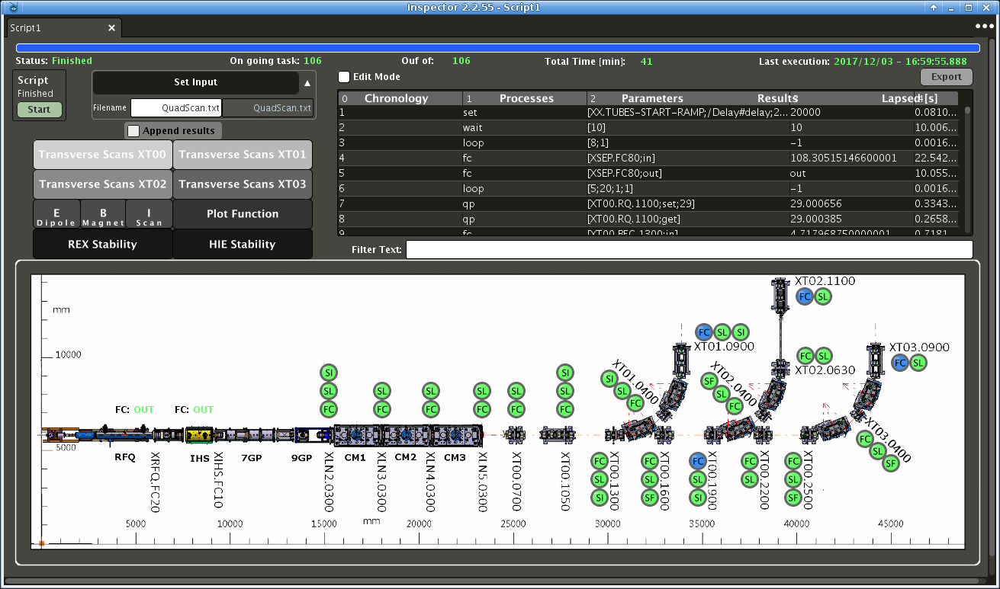 Inspector 2.2.55 - Script1
Script1
Status: Finished On going task: 106 Out of: 106 Total Time [min]: 41 Last execution: 2017/12/03 - 16:59:55.888
Script
Finished
Start
Set Input
Filename QuadScan.txt QuadScan.txt
Append results
Edit Mode
Export
0 Chronology 1 Processes 2 Parameters Results Lapsed [s]
1 set [XX.TUBES-START-RAMP;/Delay#delay;2... 20000 0.0810...
2 wait [10] 10 10.006...
3 loop [8;1] −1 0.0016...
4 fc [XSEP.FC80;in] 108.30515146600001 22.542...
5 fc [XSEP.FC80;out] out 10.055...
6 loop [5;20;1;1] −1 0.0016...
7 qp [XT00.RQ.1100;set;29] 29.000656 0.3343...
8 qp [XT00.RQ.1100;get] 29.000385 0.2658...
9 fc [XT00.BFC.1300;in] 4.717968750000001 0.7181...
Filter Text:
Transverse Scans XT00 Transverse Scans XT01
Transverse Scans XT02 Transverse Scans XT03
E B I
Dipole Magnet Scan
Plot Function
REX Stability HIE Stability
mm
10000
5000
XT02.1100
FC SL
FC SL SI
XT01.0900
FC SL
XT02.0630
XT03.0900
FC SL
XT01.0400
SI SL FC
XT02.0400
SF SL FC
XT03.0400
FC SL SF
FC: OUT FC: OUT
SI SI
SL SL SL SL SL SL
FC FC FC FC FC FC
RFQ IHS 7GP 9GP CM1 CM2 CM3
XRFQ.FC20
XIHS.FC10
XLN2.0300
XLN3.0300
XLN4.0300
XLN5.0300
XT00.0700
XT00.1050
XT00.1300
XT00.1600
XT00.1900
XT00.2200
XT00.2500
FC FC FC FC FC
SL SL SL SL SL
SI SF SI SF
5000 10000 15000 mm 20000 25000 30000 35000 40000 45000